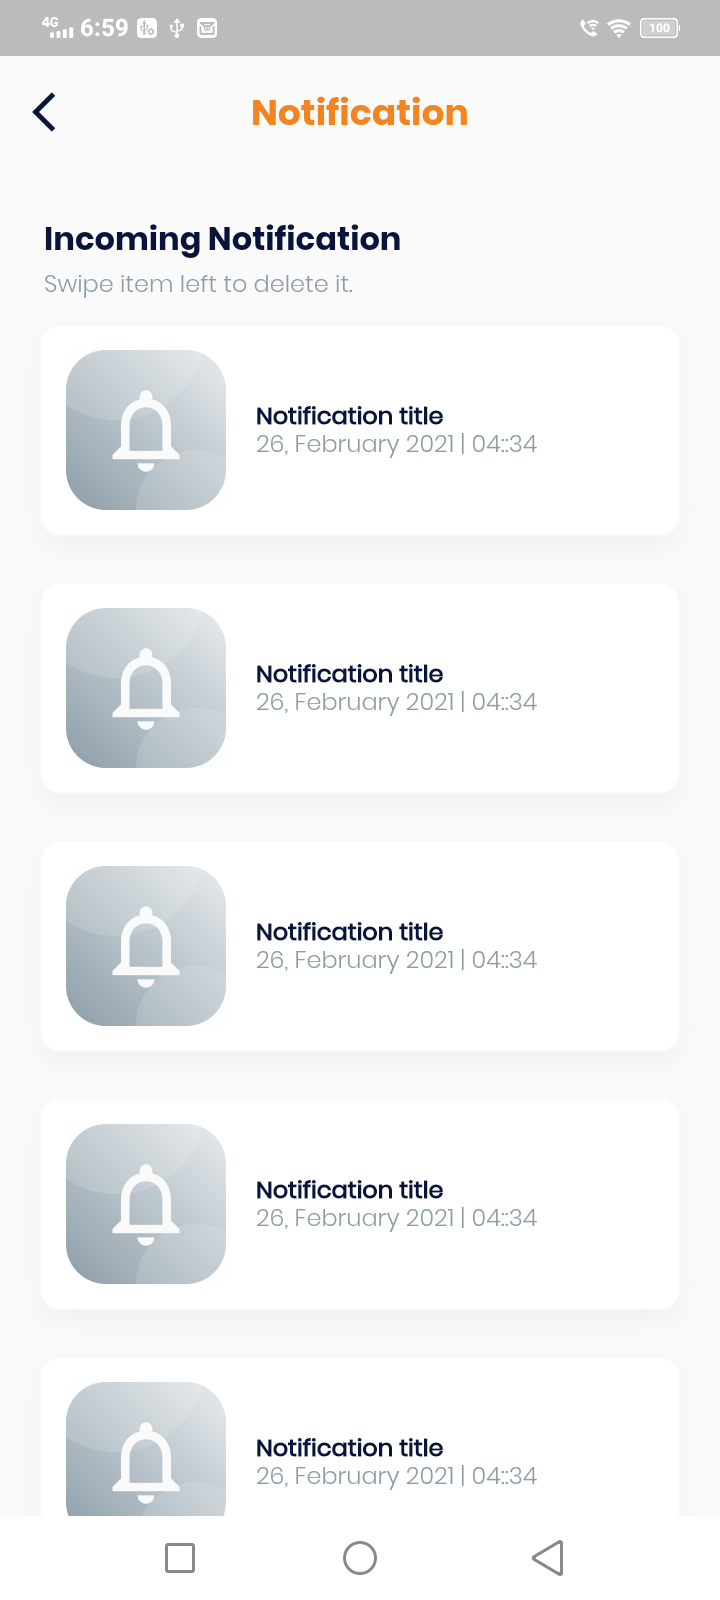 4G 6:59 100
Notification
Incoming Notification
Swipe item left to delete it.
Notification title
26, February 2021 | 04::34
Notification title
26, February 2021 | 04::34
Notification title
26, February 2021 | 04::34
Notification title
26, February 2021 | 04::34
Notification title
26, February 2021 | 04::34